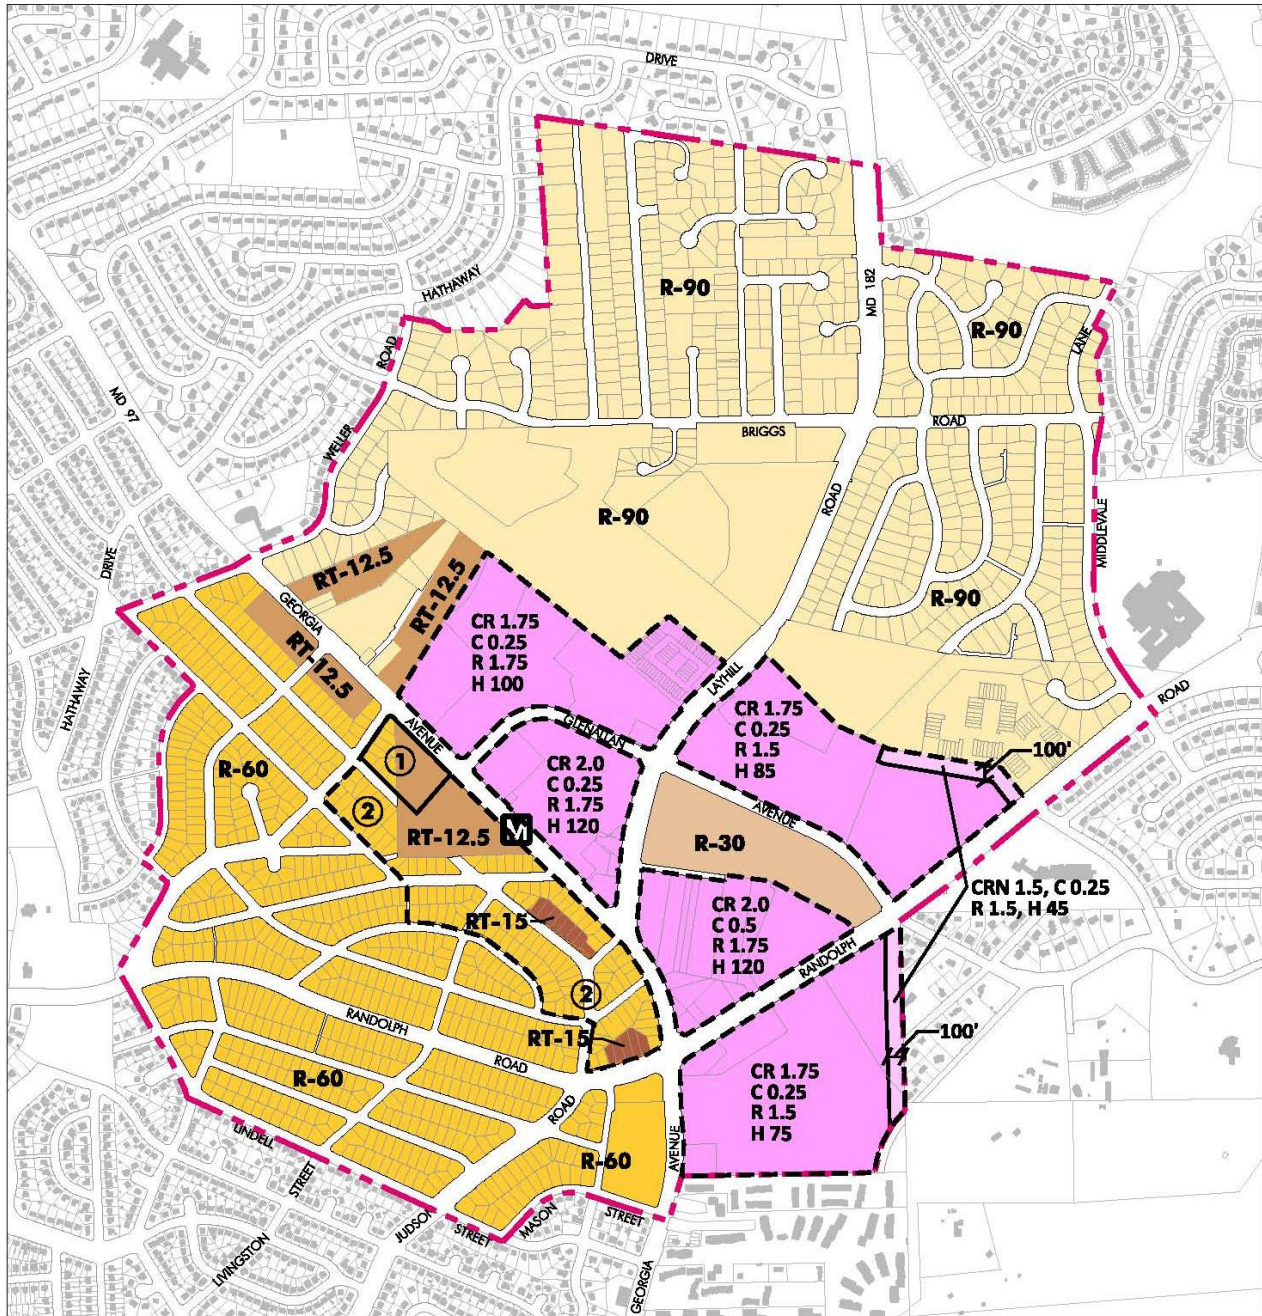 DRIVE
HATHAWAY
R-90
MD 182
R-90
LANE
ROAD
MD 97
WELLER
BRIGGS
ROAD
ROAD
R-90
MIDDLEVALE
DRIVE
RT-12.5
RT-12.5
GEORGIA
RT-12.5
R-90
CR 1.75
C 0.25
R 1.75
H 100
LAYHILL
HATHAWAY
ROAD
AVENUE
GLENALLAN
CR 1.75
C 0.25
R 1.5
H 85
100'
R-60
1
2
CR 2.0
C 0.25
R 1.75
H 120
AVENUE
M
RT-12.5
R-30
CRN 1.5, C 0.25
R 1.5, H 45
RT-15
CR 2.0
C 0.5
R 1.75
H 120
RANDOLPH
2
RANDOLPH
ROAD
RT-15
100'
R-60
CR 1.75
C 0.25
R 1.5
H 75
ROAD
AVENUE
R-60
LINDELL
STREET
LIVINGSTON
JUDSON
STREET
MASON
STREET
GEORGIA